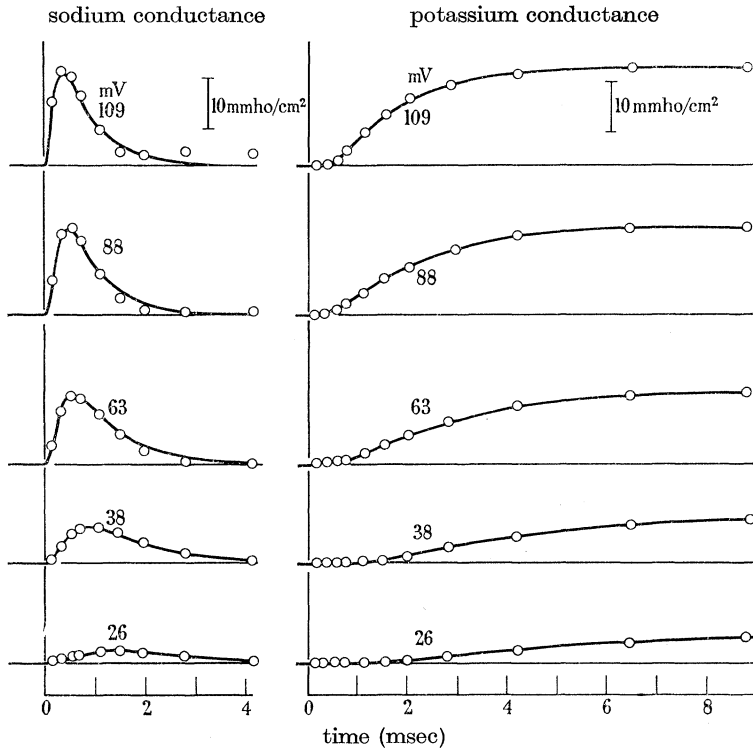 sodium conductance
potassium conductance
mV
109
10 mmho/cm²
mV
109
10 mmho/cm²
88
88
63
63
38
38
26
26
0 2 4
0 2 4 6 8
time (msec)